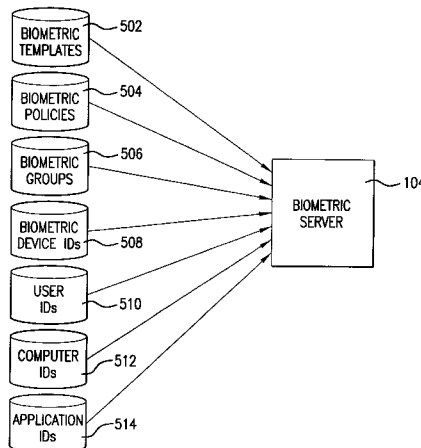 BIOMETRIC
TEMPLATES
502
BIOMETRIC
POLICIES
504
BIOMETRIC
GROUPS
506
BIOMETRIC
DEVICE IDs
508
USER
IDs
510
COMPUTER
IDs
512
APPLICATION
IDs
514
BIOMETRIC
SERVER
104